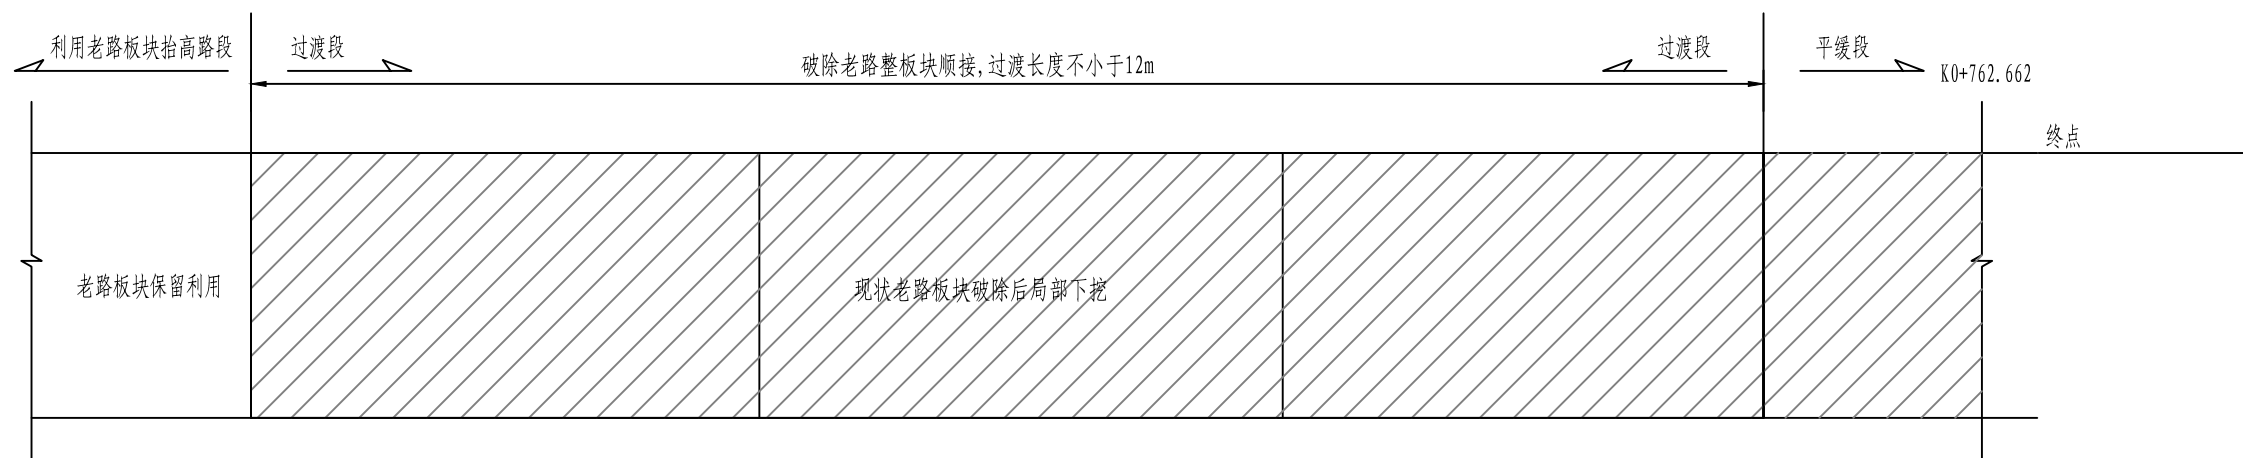 利用老路板块抬高路段
过渡段
破除老路整板块顺接,过渡长度不小于12m
过渡段
平缓段
K0+762.662
终点
老路板块保留利用
现状老路板块破除后局部下挖